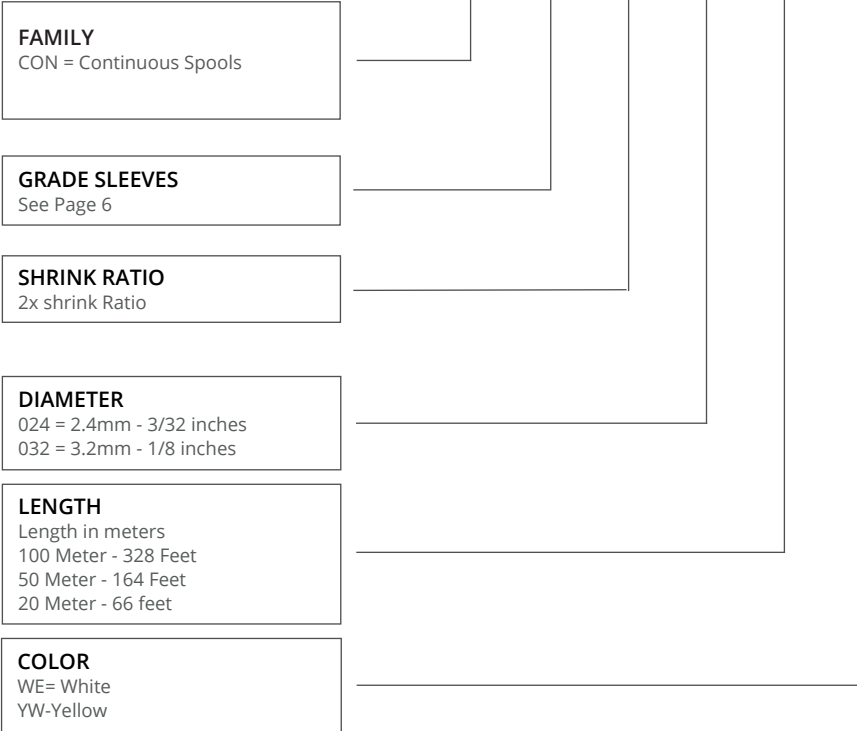 FAMILY
CON = Continuous Spools
GRADE SLEEVES
See Page 6
SHRINK RATIO
2x shrink Ratio
DIAMETER
024 = 2.4mm - 3/32 inches
032 = 3.2mm - 1/8 inches
LENGTH
Length in meters
100 Meter - 328 Feet
50 Meter - 164 Feet
20 Meter - 66 feet
COLOR
WE= White
YW-Yellow